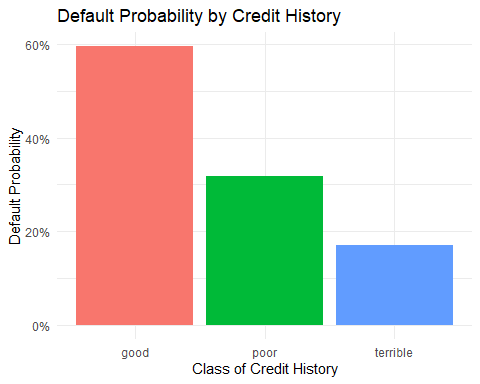 Default Probability by Credit History
Default Probability
60%
40%
20%
0%
good poor terrible
Class of Credit History